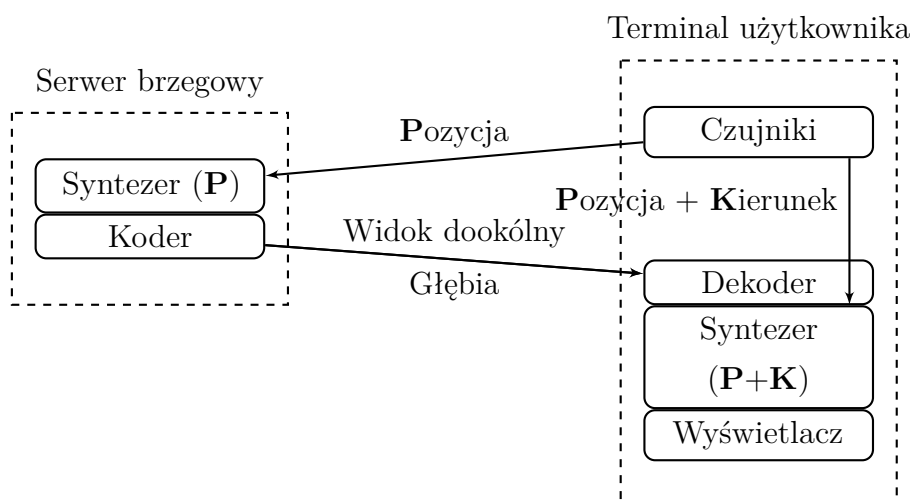 Terminal użytkownika
Serwer brzegowy
Czujniki
Pozycja
Syntezer (P)
Pozycja + Kierunek
Koder
Widok dookólny
Głębia
Dekoder
Syntezer
(P+K)
Wyświetlacz